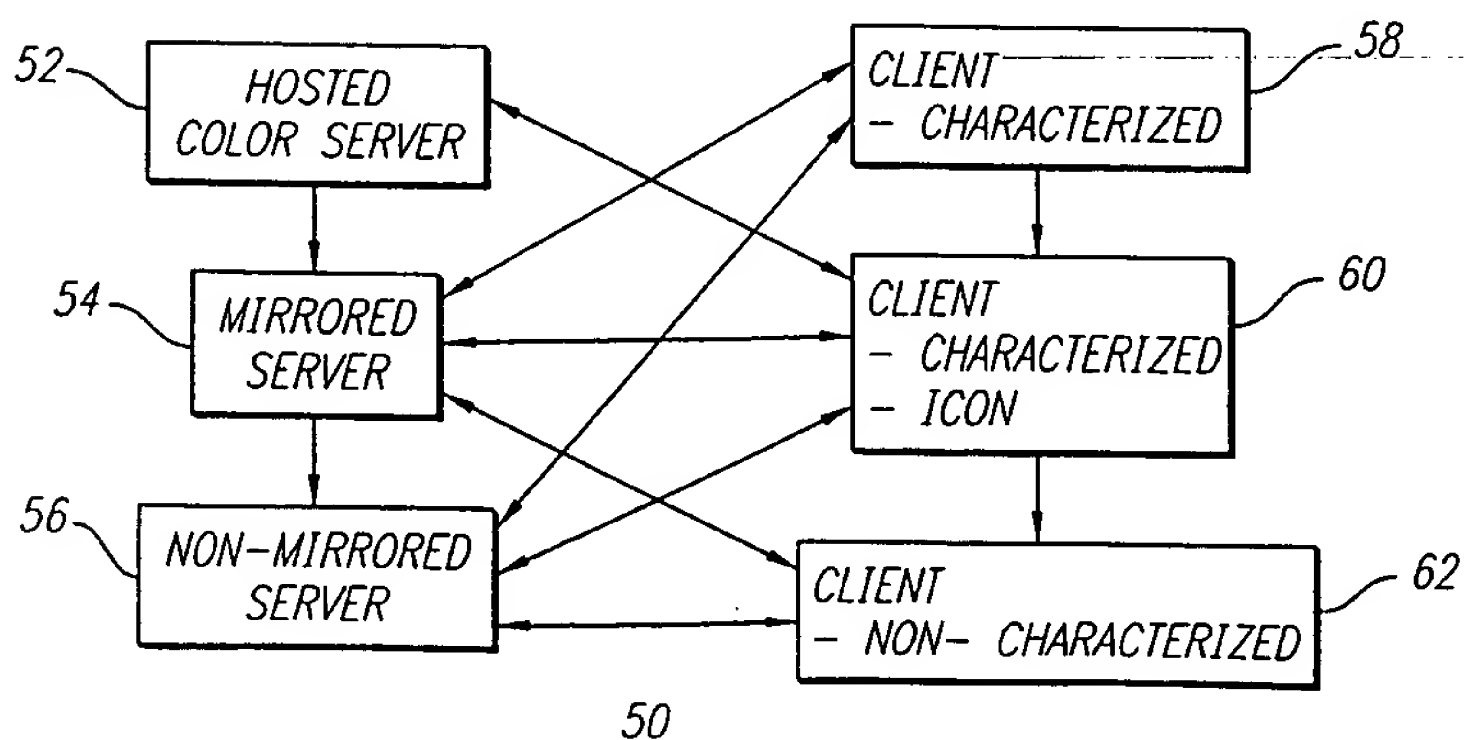 52
HOSTED
COLOR SERVER
58
CLIENT
- CHARACTERIZED
54
MIRRORED
SERVER
60
CLIENT
- CHARACTERIZED
- ICON
56
NON-MIRRORED
SERVER
62
CLIENT
- NON- CHARACTERIZED
50